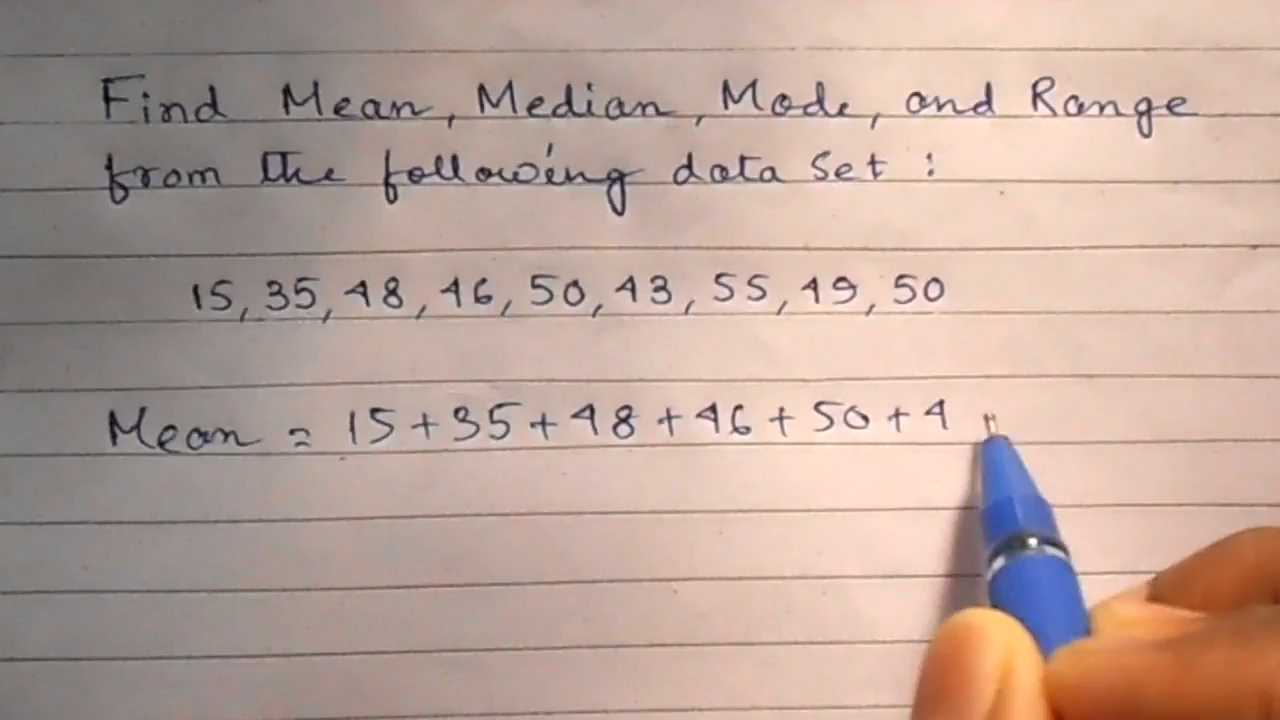 Find Mean, Median, Mode, and Range
from the following data set :
15, 35, 48, 46, 50, 43, 55, 49, 50
Mean = 15+35+48+46+50+4